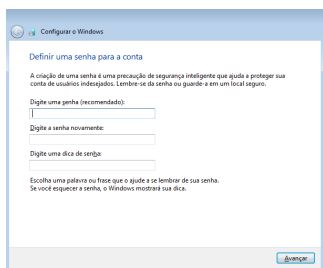 Configurar o Windows
Definir uma senha para a conta
A criação de uma senha é uma precaução de segurança inteligente que ajuda a proteger sua
conta de usuários indesejados. Lembre-se da senha ou guarde-a em um local seguro.
Digite uma senha (recomendado):
Digite a senha novamente:
Digite uma dica de senha:
Escolha uma palavra ou frase que o ajude a se lembrar de sua senha.
Se você esquecer a senha, o Windows mostrará sua dica.
Avançar